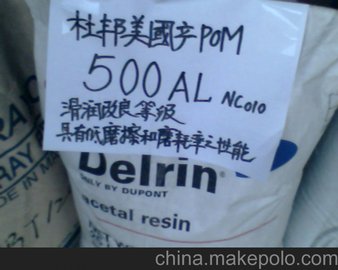 杜邦美國产POM
500AL NC010
滑润改良等级
具有低磨擦和磨耗率之性能
Delrin
ONLY BY DUPONT
acetal resin
china.makepolo.com